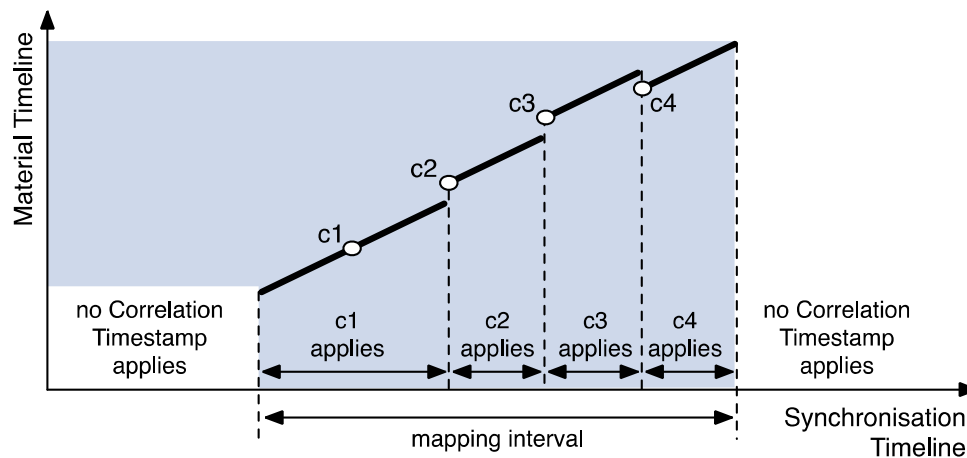 Material Timeline
c1
c2
c3
c4
no Correlation
Timestamp
applies
c1
applies
c2
applies
c3
applies
c4
applies
no Correlation
Timestamp
applies
mapping interval
Synchronisation
Timeline